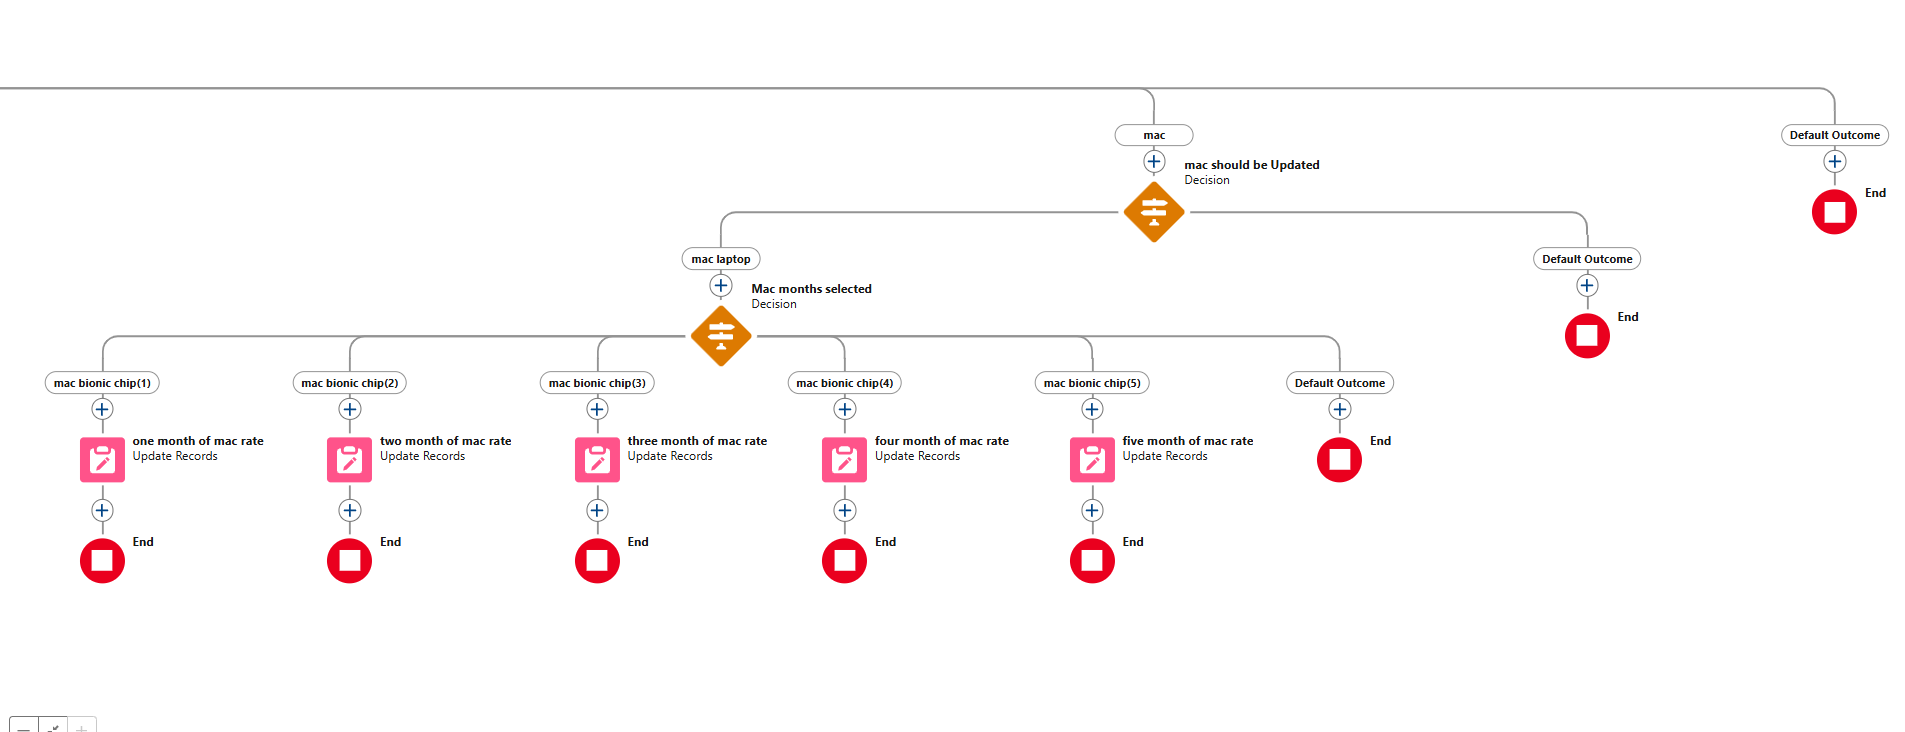 mac
Default Outcome
mac should be Updated
Decision
End
mac laptop
Default Outcome
Mac months selected
Decision
End
mac bionic chip(1)
mac bionic chip(2)
mac bionic chip(3)
mac bionic chip(4)
mac bionic chip(5)
Default Outcome
one month of mac rate
Update Records
two month of mac rate
Update Records
three month of mac rate
Update Records
four month of mac rate
Update Records
five month of mac rate
Update Records
End
End
End
End
End
End